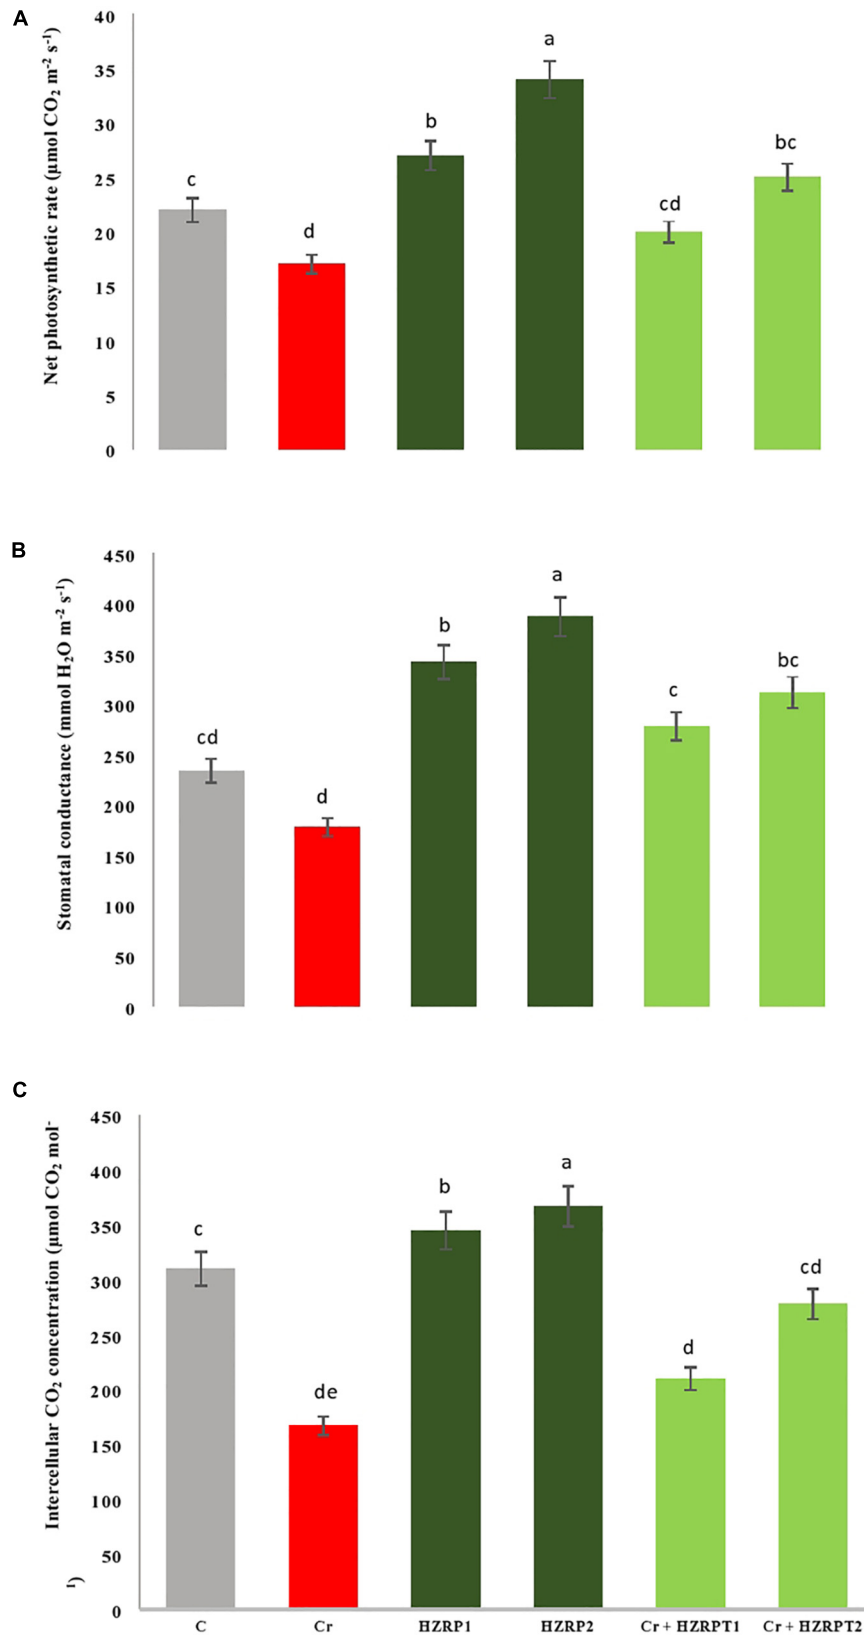 A
Net photosynthetic rate (µmol CO₂ m⁻² s⁻¹)
40
35
30
25
20
15
10
5
0
c
d
b
a
cd
bc
B
Stomatal conductance (mmol H₂O m⁻² s⁻¹)
450
400
350
300
250
200
150
100
50
0
cd
d
b
a
c
bc
C
Intercellular CO₂ concentration (µmol CO₂ mol⁻
¹)
450
400
350
300
250
200
150
100
50
0
c
de
b
a
d
cd
C
Cr
HZRP1
HZRP2
Cr + HZRPT1
Cr + HZRPT2